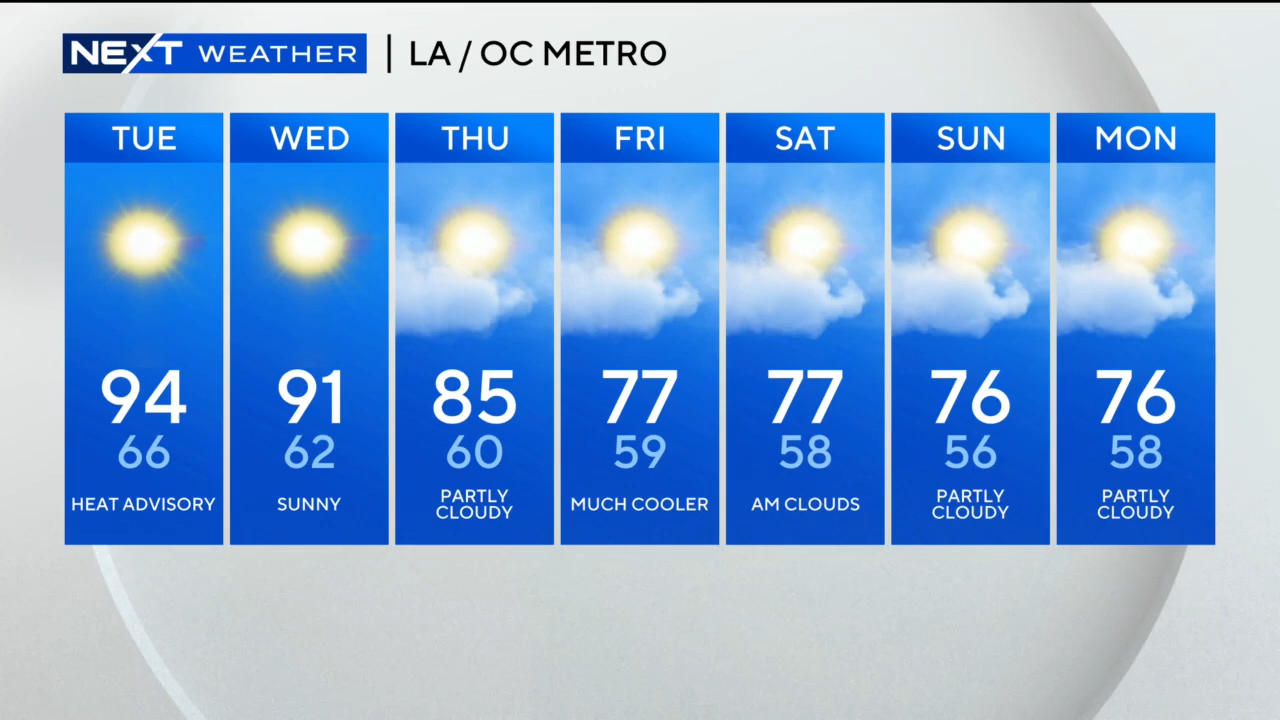 NEXT WEATHER | LA / OC METRO
TUE WED THU FRI SAT SUN MON
94 91 85 77 77 76 76
66 62 60 59 58 56 58
HEAT ADVISORY
SUNNY
PARTLY
CLOUDY
MUCH COOLER
AM CLOUDS
PARTLY
CLOUDY
PARTLY
CLOUDY